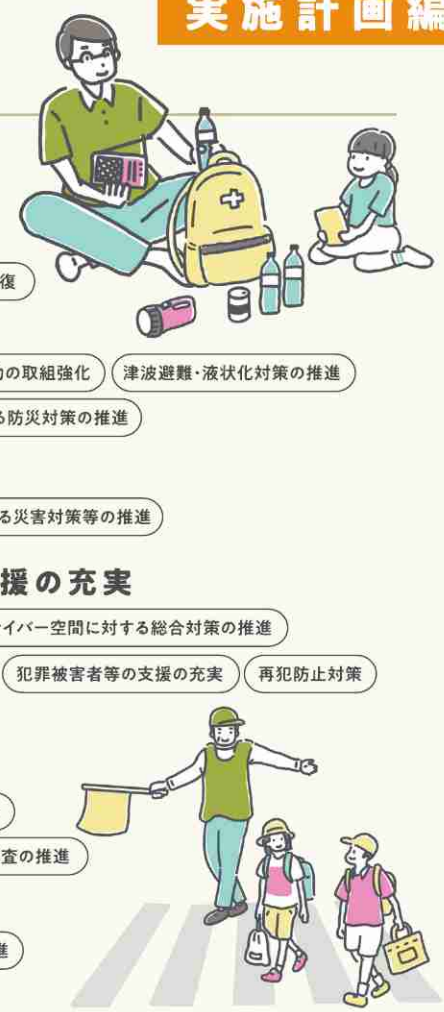 実施計画編
復
力の取組強化 津波避難・液状化対策の推進
る防災対策の推進
る災害対策等の推進
援の充実
イバー空間に対する総合対策の推進
犯罪被害者等の支援の充実 再犯防止対策
査の推進
進